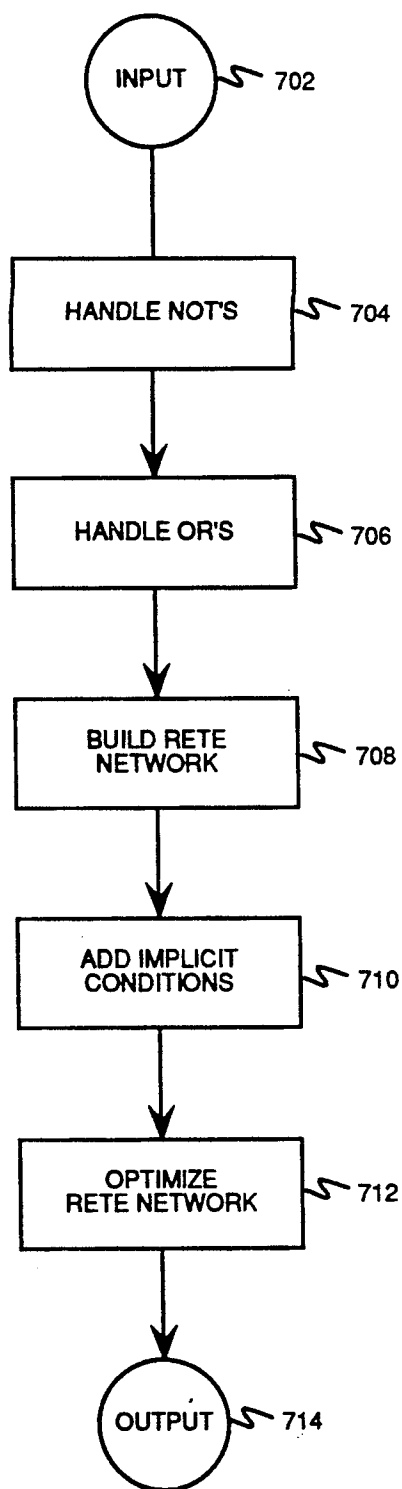 INPUT 702
HANDLE NOT'S 704
HANDLE OR'S 706
BUILD RETE
NETWORK 708
ADD IMPLICIT
CONDITIONS 710
OPTIMIZE
RETE NETWORK 712
OUTPUT 714